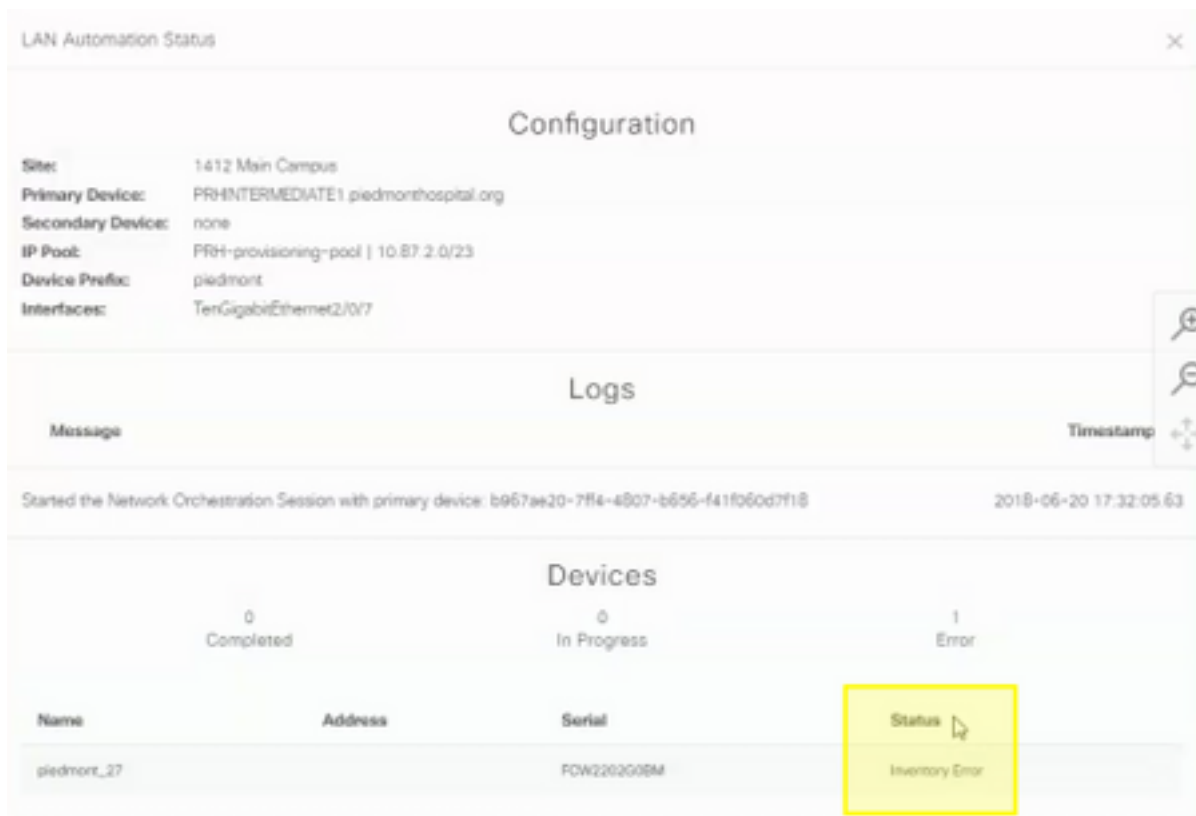 LAN Automation Status
Configuration
Site: 1412 Main Campus
Primary Device: PRHINTERMEDIATE1.piedmonthospital.org
Secondary Device: none
IP Pool: PRH-provisioning-pool | 10.87.2.0/23
Device Prefix: piedmont
Interfaces: TenGigabitEthernet2/0/7
Logs
Message Timestamp
Started the Network Orchestration Session with primary device: b967ae20-7ff4-4807-b656-f41f060d7f18 2018-06-20 17:32:05.63
Devices
0 0 1
Completed In Progress Error
Name Address Serial Status
piedmont_27 FCW2202G0BM Inventory Error